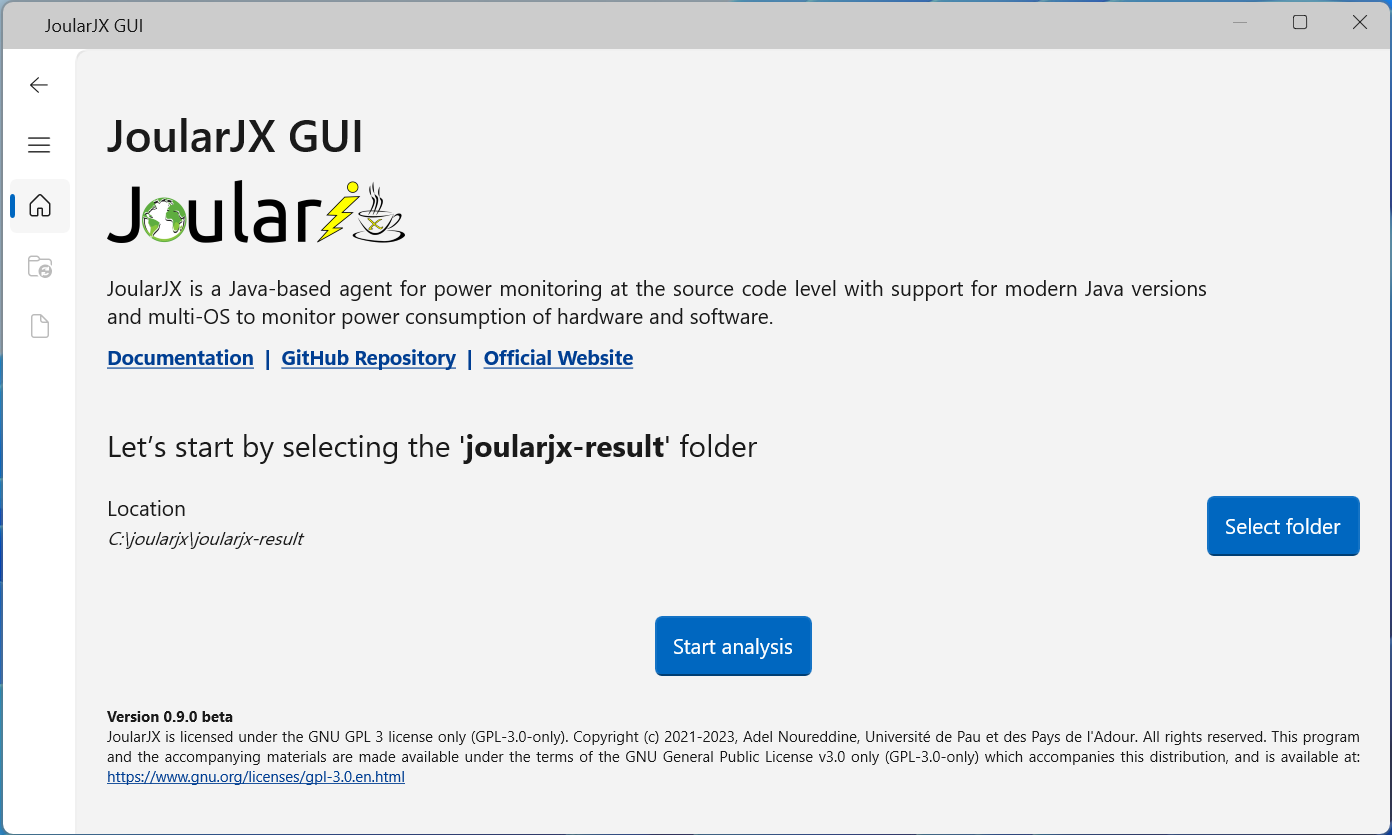 JoularJX GUI
JoularJX GUI
Joular
JoularJX is a Java-based agent for power monitoring at the source code level with support for modern Java versions
and multi-OS to monitor power consumption of hardware and software.
Documentation | GitHub Repository | Official Website
Let’s start by selecting the 'joularjx-result' folder
Location
C:\joularjx\joularjx-result
Select folder
Start analysis
Version 0.9.0 beta
JoularJX is licensed under the GNU GPL 3 license only (GPL-3.0-only). Copyright (c) 2021-2023, Adel Noureddine, Université de Pau et des Pays de l'Adour. All rights reserved. This program
and the accompanying materials are made available under the terms of the GNU General Public License v3.0 only (GPL-3.0-only) which accompanies this distribution, and is available at:
https://www.gnu.org/licenses/gpl-3.0.en.html